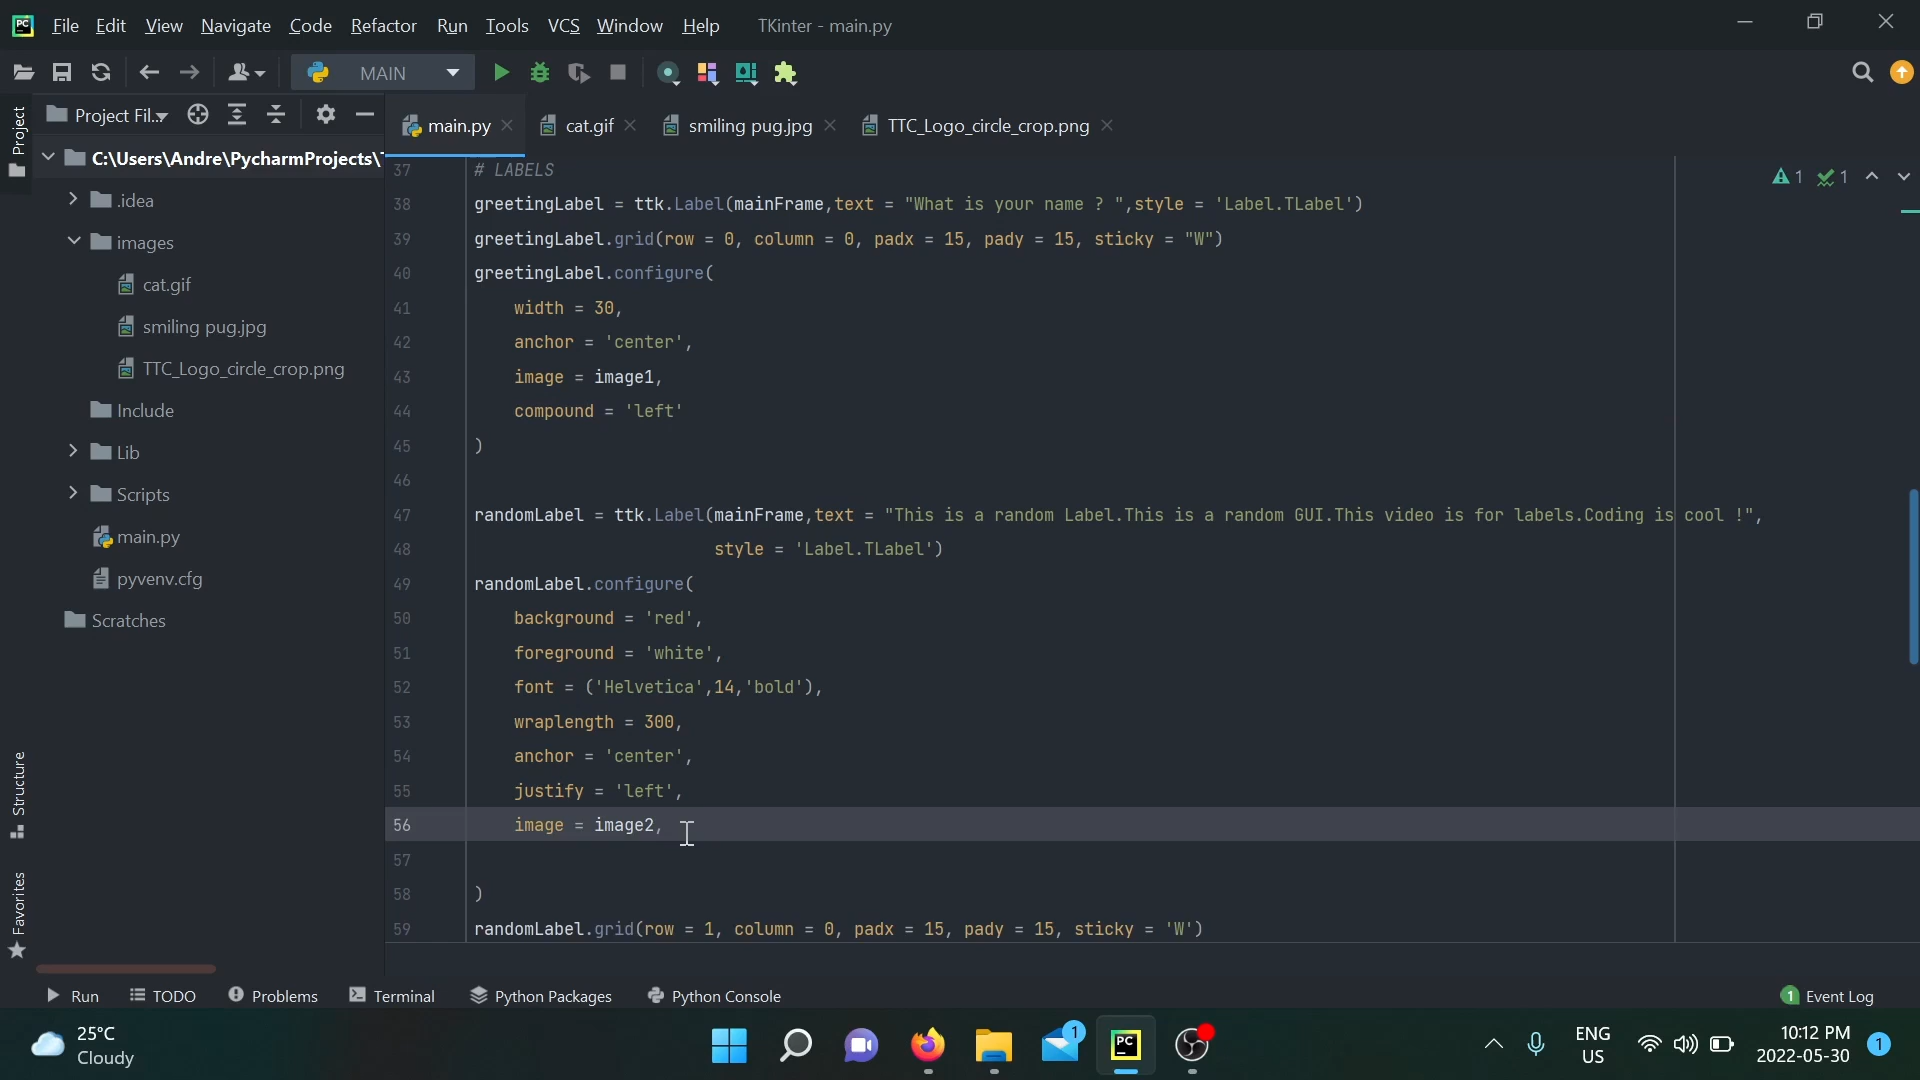 File Edit View Navigate Code Refactor Run Tools VCS Window Help TKinter - main.py
MAIN
Project Fil...
main.py cat.gif smiling pug.jpg TTC_Logo_circle_crop.png
Project
C:\Users\Andre\PycharmProjects\T
.idea
images
cat.gif
smiling pug.jpg
TTC_Logo_circle_crop.png
Include
Lib
Scripts
main.py
pyvenv.cfg
Scratches
Structure
Favorites
1 1
37 # LABELS
38 greetingLabel = ttk.Label(mainFrame,text = "What is your name ? ",style = 'Label.TLabel')
39 greetingLabel.grid(row = 0, column = 0, padx = 15, pady = 15, sticky = "W")
40 greetingLabel.configure(
41 width = 30,
42 anchor = 'center',
43 image = image1,
44 compound = 'left'
45 )
46
47 randomLabel = ttk.Label(mainFrame,text = "This is a random Label.This is a random GUI.This video is for labels.Coding is cool !",
48 style = 'Label.TLabel')
49 randomLabel.configure(
50 background = 'red',
51 foreground = 'white',
52 font = ('Helvetica',14,'bold'),
53 wraplength = 300,
54 anchor = 'center',
55 justify = 'left',
56 image = image2,
57
58 )
59 randomLabel.grid(row = 1, column = 0, padx = 15, pady = 15, sticky = 'W')
Run TODO Problems Terminal Python Packages Python Console 1 Event Log
25°C
Cloudy
1
PC
ENG
US
10:12 PM
2022-05-30
1